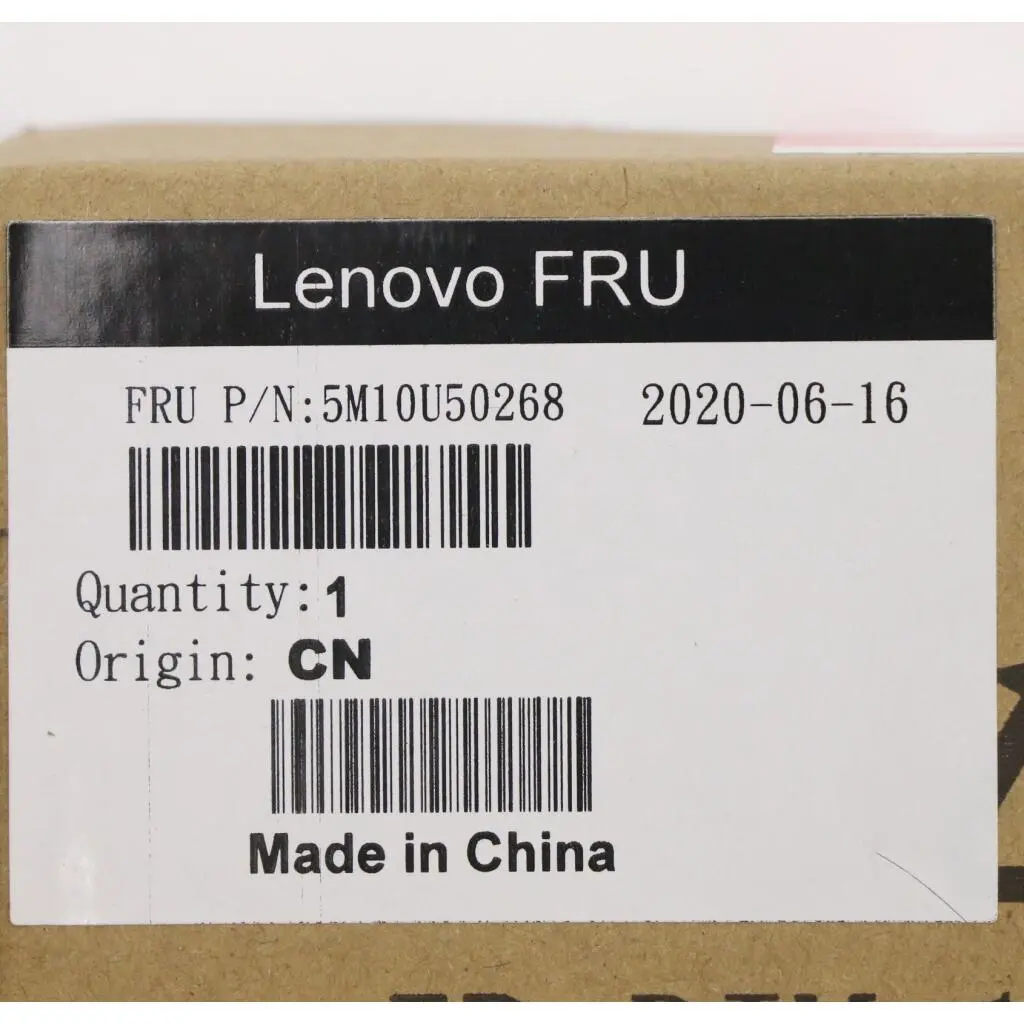 Lenovo FRU
FRU P/N:5M10U50268 2020-06-16
Quantity:1
Origin: CN
Made in China